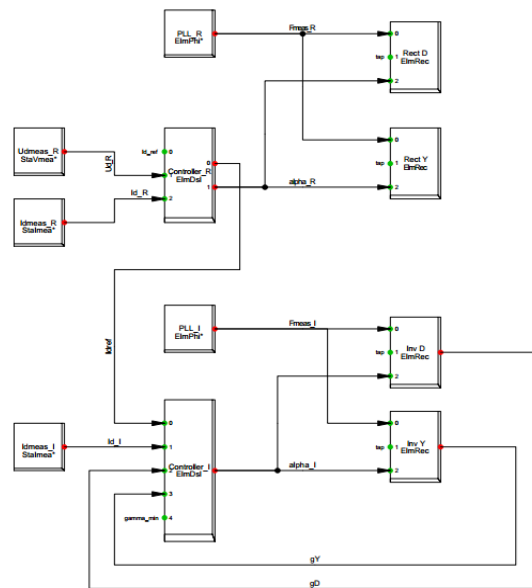 PLL_R
ElmPhi*
Fmeas_R
0
Rect D
ElmRec
tap
1
2
Udmeas_R
StaVmea*
Ud_R
Id_ref
0
Controller_R
ElmDsl
0
1
1
2
Rect Y
ElmRec
0
tap
1
2
alpha_R
Idmeas_R
StaImea*
Id_R
Idref
PLL_I
ElmPhi*
Fmeas_I
0
Inv D
ElmRec
tap
1
2
Idmeas_I
StaImea*
Id_I
0
1
Controller_I
ElmDsl
2
3
gamma_min
4
alpha_I
0
Inv Y
ElmRec
tap
1
2
gY
gD